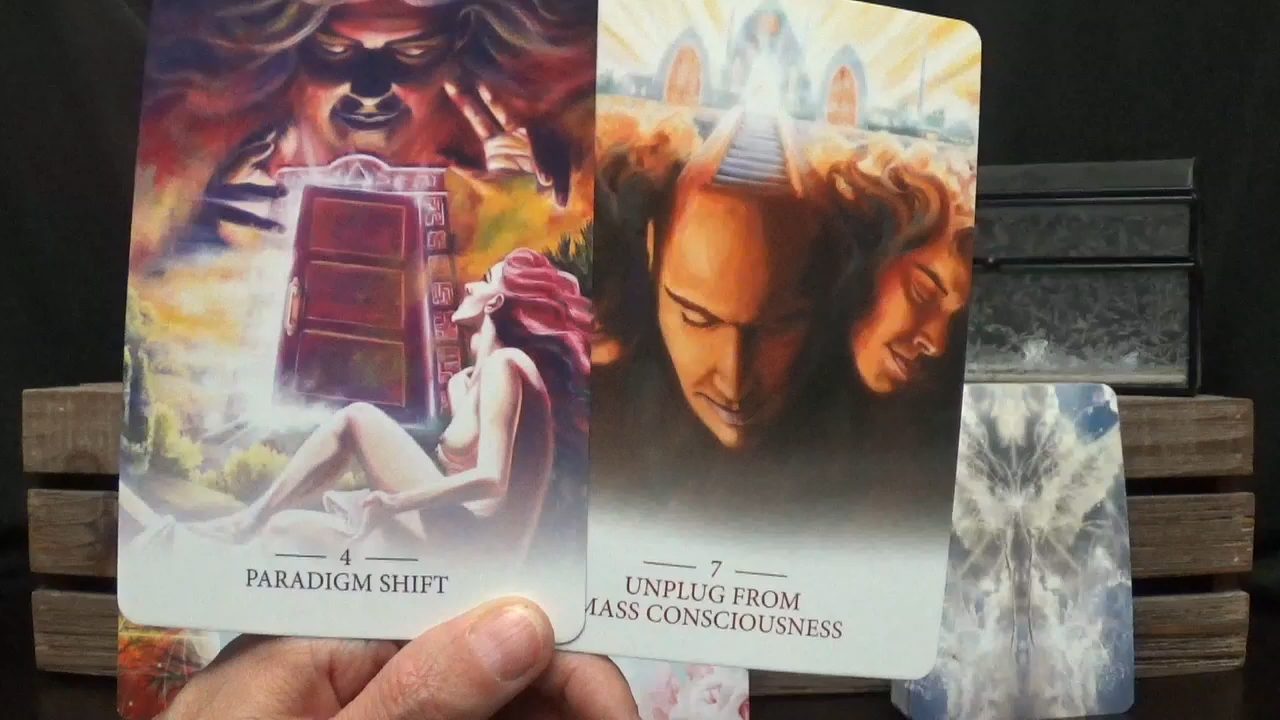 4
PARADIGM SHIFT
7
UNPLUG FROM
MASS CONSCIOUSNESS